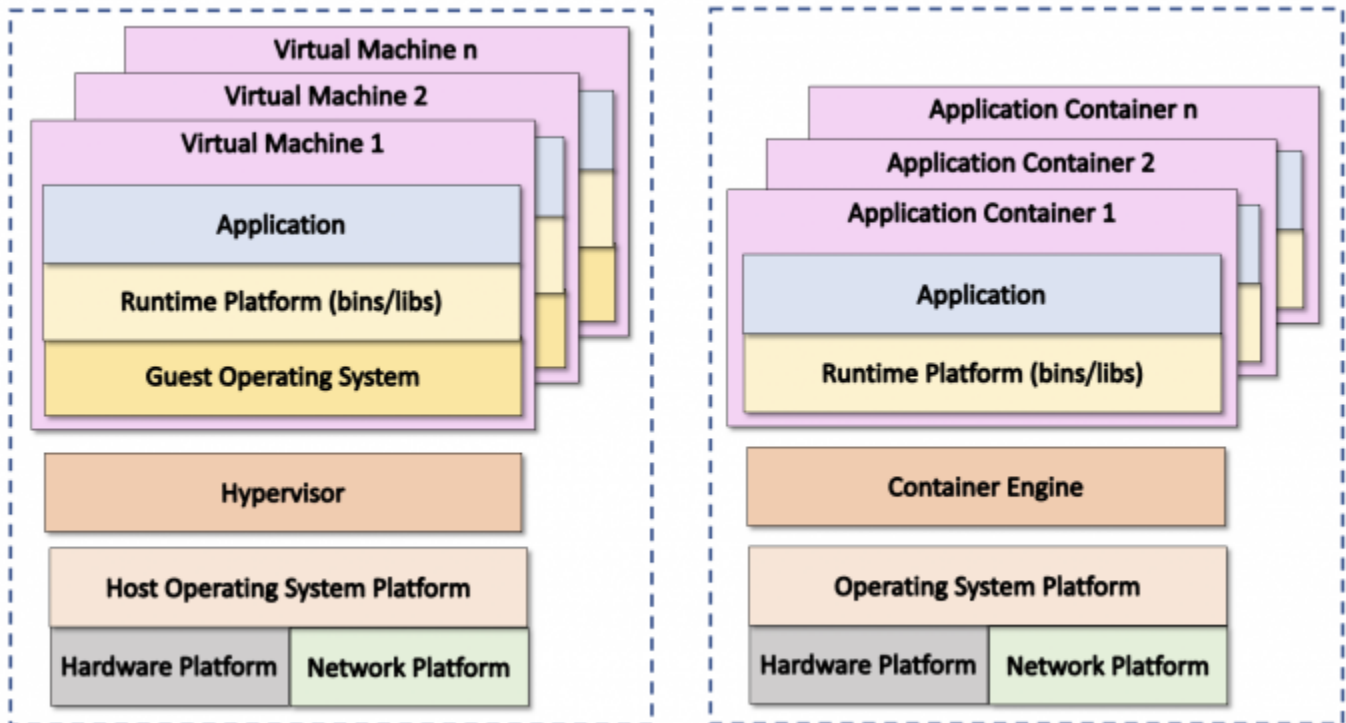 Virtual Machine n
Virtual Machine 2
Virtual Machine 1
Application
Runtime Platform (bins/libs)
Guest Operating System
Hypervisor
Host Operating System Platform
Hardware Platform
Network Platform
Application Container n
Application Container 2
Application Container 1
Application
Runtime Platform (bins/libs)
Container Engine
Operating System Platform
Hardware Platform
Network Platform